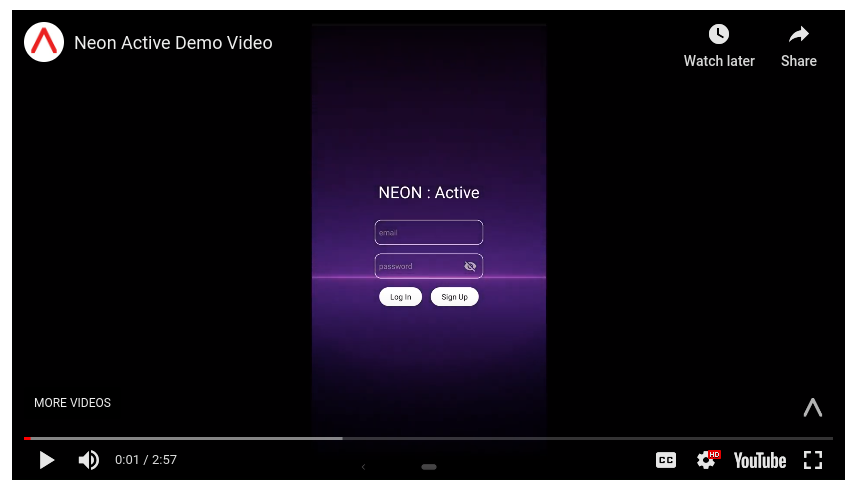 Neon Active Demo Video
Watch later
Share
NEON : Active
email
password
Log In
Sign Up
MORE VIDEOS
0:01 / 2:57
CC
HD
YouTube